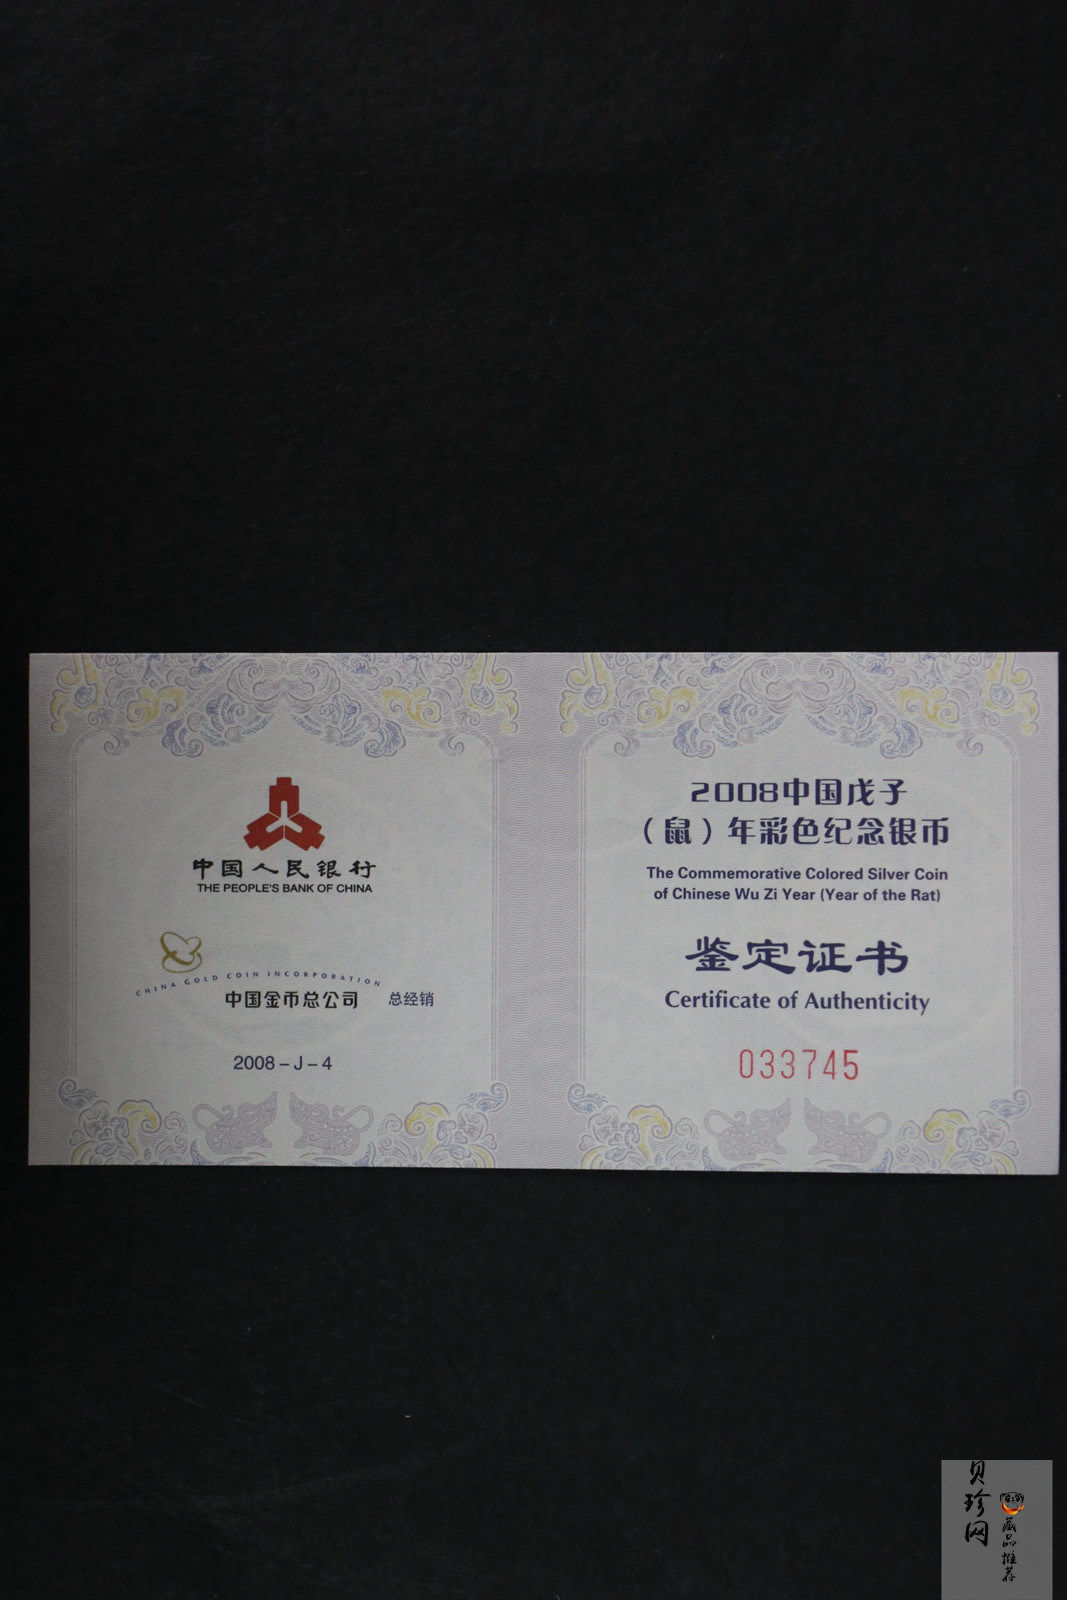 中国人民银行
THE PEOPLE'S BANK OF CHINA
CHINA GOLD COIN INCORPORATION
中国金币总公司 总经销
2008-J-4
2008中国戊子
（鼠）年彩色纪念银币
The Commemorative Colored Silver Coin
of Chinese Wu Zi Year (Year of the Rat)
鉴定证书
Certificate of Authenticity
033745
贝珍网
藏品推荐